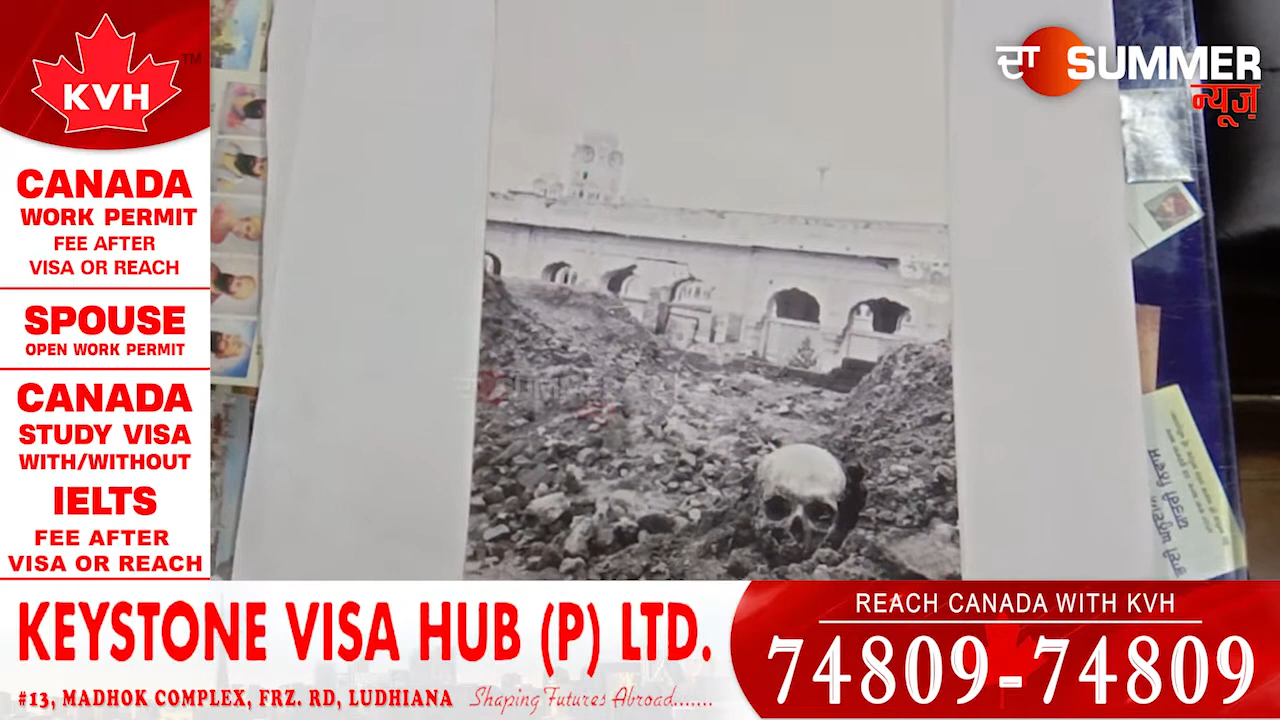 KVH
TM
CANADA
WORK PERMIT
FEE AFTER
VISA OR REACH
SPOUSE
OPEN WORK PERMIT
CANADA
STUDY VISA
WITH/WITHOUT
IELTS
FEE AFTER
VISA OR REACH
ਦਾ SUMMER
न्यूज़
SUMMER
KEYSTONE VISA HUB (P) LTD.
#13, MADHOK COMPLEX, FRZ. RD, LUDHIANA
Shaping Futures Abroad.......
REACH CANADA WITH KVH
74809-74809